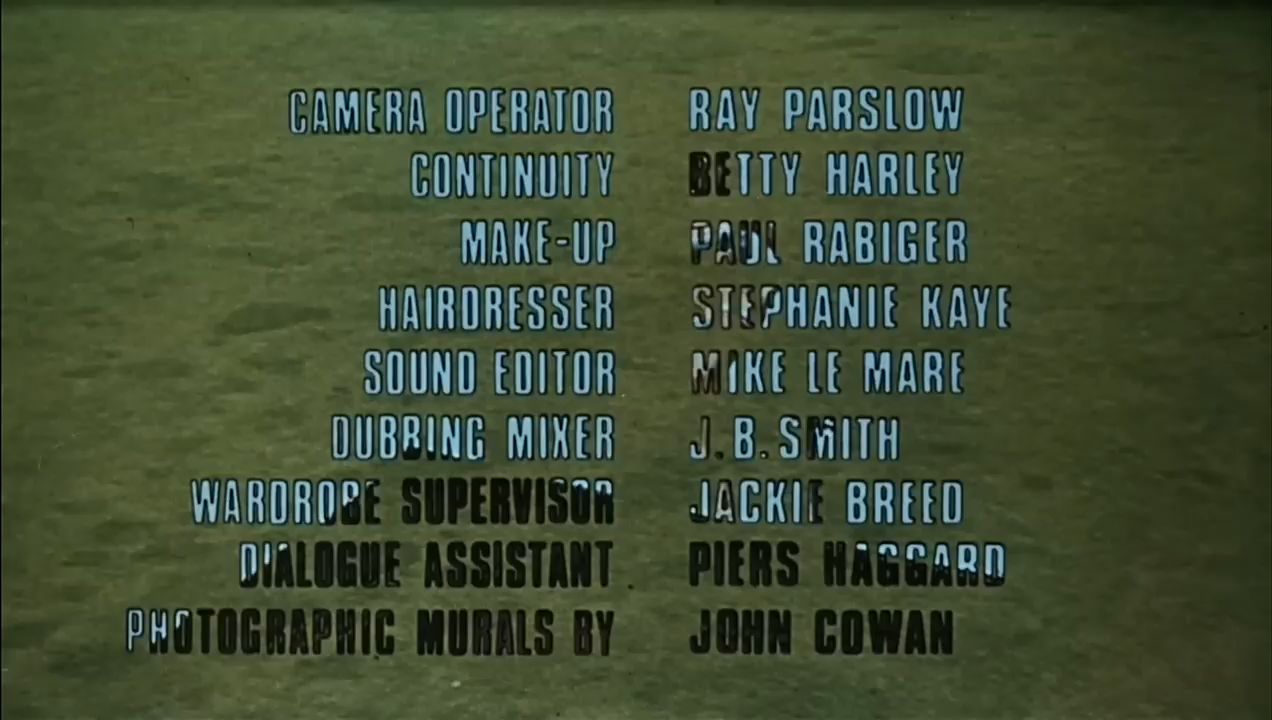 CAMERA OPERATOR RAY PARSLOW
CONTINUITY BETTY HARLEY
MAKE-UP PAUL RABIGER
HAIRDRESSER STEPHANIE KAYE
SOUND EDITOR MIKE LE MARE
DUBBING MIXER J.B.SMITH
WARDROBE SUPERVISOR JACKIE BREED
DIALOGUE ASSISTANT PIERS HAGGARD
PHOTOGRAPHIC MURALS BY JOHN COWAN